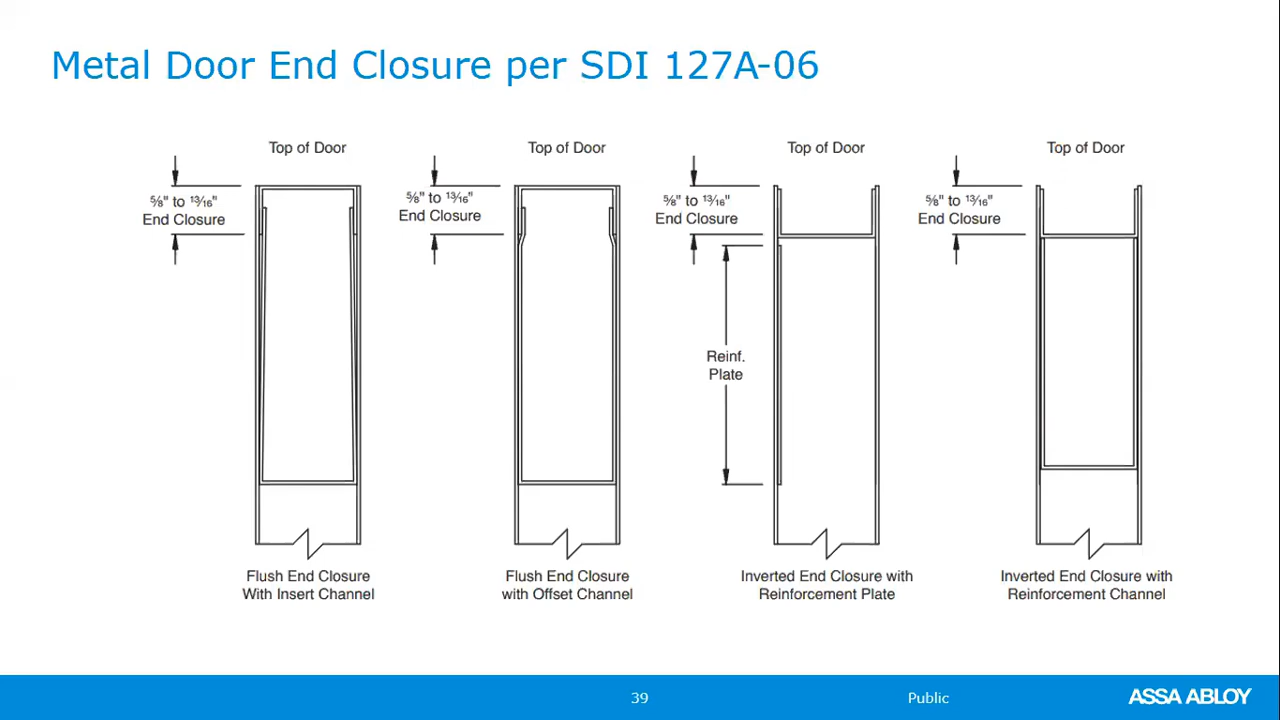 Metal Door End Closure per SDI 127A-06
Top of Door
⅝" to ¹³⁄₁₆"
End Closure
Flush End Closure
With Insert Channel
Top of Door
⅝" to ¹³⁄₁₆"
End Closure
Flush End Closure
with Offset Channel
Top of Door
⅝" to ¹³⁄₁₆"
End Closure
Reinf.
Plate
Inverted End Closure with
Reinforcement Plate
Top of Door
⅝" to ¹³⁄₁₆"
End Closure
Inverted End Closure with
Reinforcement Channel
39
Public
ASSA ABLOY